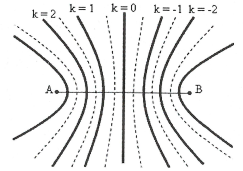 k = 2 k = 1 k = 0 k = -1 k = -2
A B